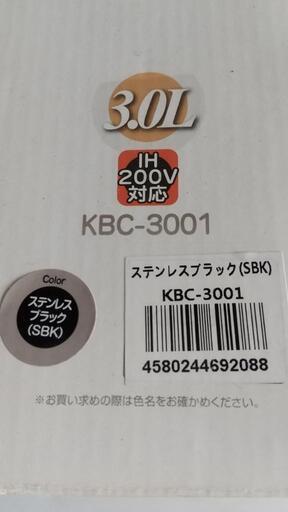 3.0L
IH
200V
対応
KBC-3001
Color
ステンレス
ブラック
(SBK)
ステンレスブラック(SBK)
KBC-3001
4580244692088
※お買い求めの際は色名をお確かめください。